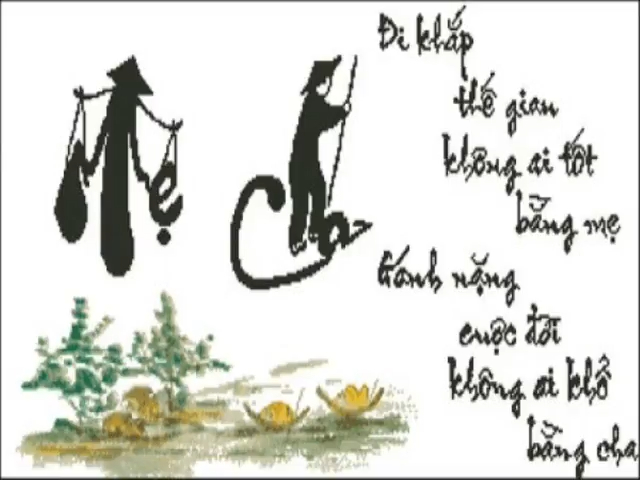 Mẹ Cha
Đi khắp
thế gian
không ai tốt
bằng mẹ
Gánh nặng
cuộc đời
không ai khổ
bằng cha